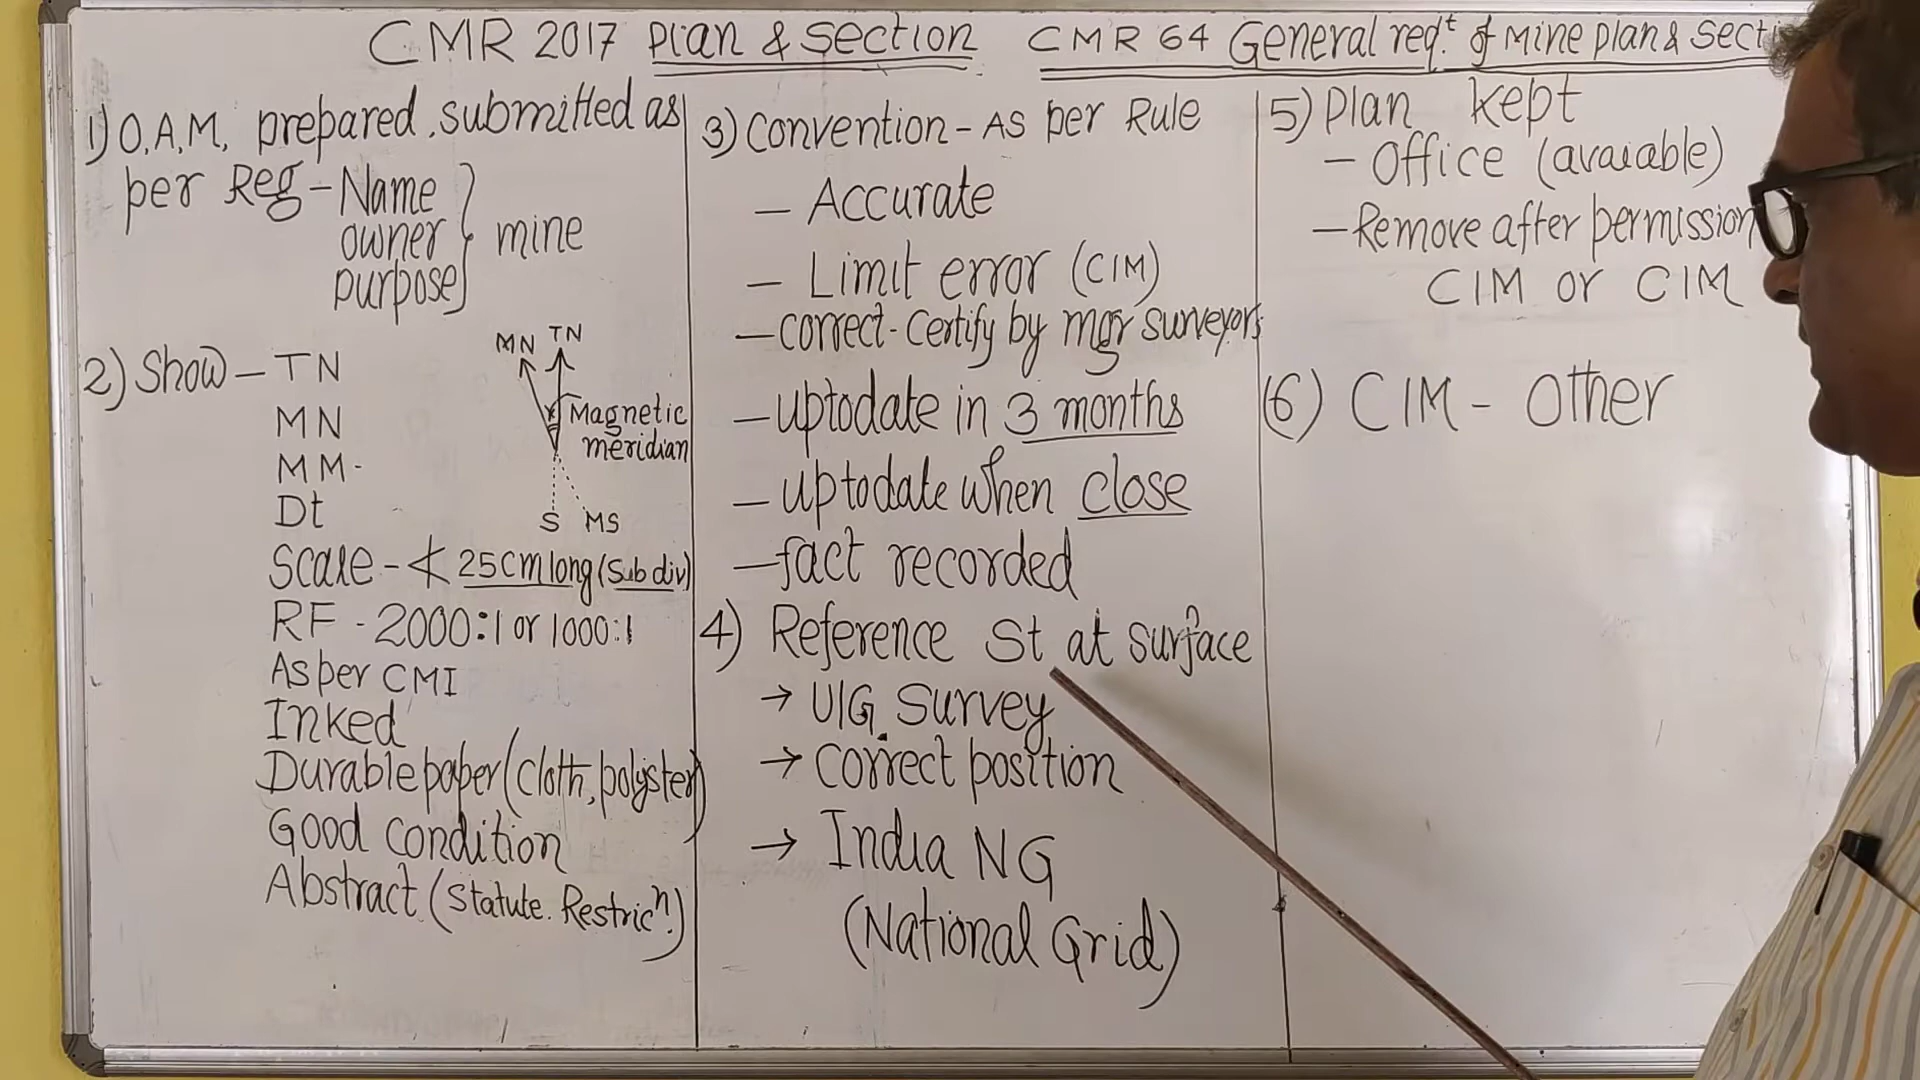 CMR 2017 Plan & Section CMR 64 General reqt. of Mine plan & Secti
1) O.A.M. prepared submitted as
per Reg - Name
owner
purpose
mine
2) Show - TN
MN
MM-
Dt
Scale - ≮ 25cm long (Sub div)
RF - 2000:1 or 1000:1
As per CMI
Inked
Durable paper (cloth, polyster)
Good condition
Abstract (Statute. Restricn.)
MN TN
Magnetic
meridian
S MS
3) Convention - As per Rule
- Accurate
- Limit error (CIM)
- correct - Certify by mgr surveyors
- uptodate in 3 months
- uptodate when close
- fact recorded
4) Reference St at surface
→ U/G. Survey
→ Correct position
→ India NG
(National Grid)
5) Plan kept
- Office (avaiable)
- Remove after permission
CIM or CIM
(6) CIM - Other